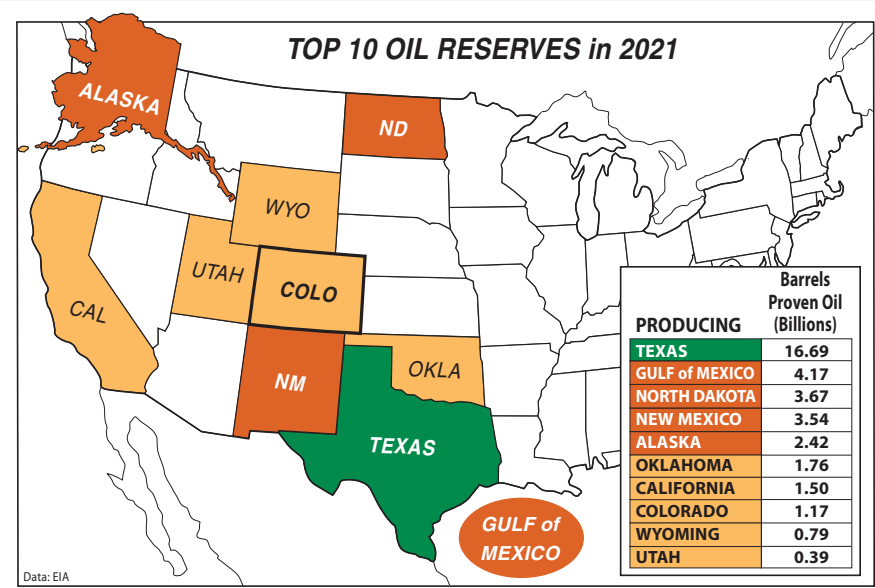 TOP 10 OIL RESERVES in 2021
ALASKA
ND
WYO
UTAH
COLO
CAL
NM
OKLA
TEXAS
GULF of
MEXICO
Barrels
Proven Oil
PRODUCING (Billions)
TEXAS 16.69
GULF of MEXICO 4.17
NORTH DAKOTA 3.67
NEW MEXICO 3.54
ALASKA 2.42
OKLAHOMA 1.76
CALIFORNIA 1.50
COLORADO 1.17
WYOMING 0.79
UTAH 0.39
Data: EIA